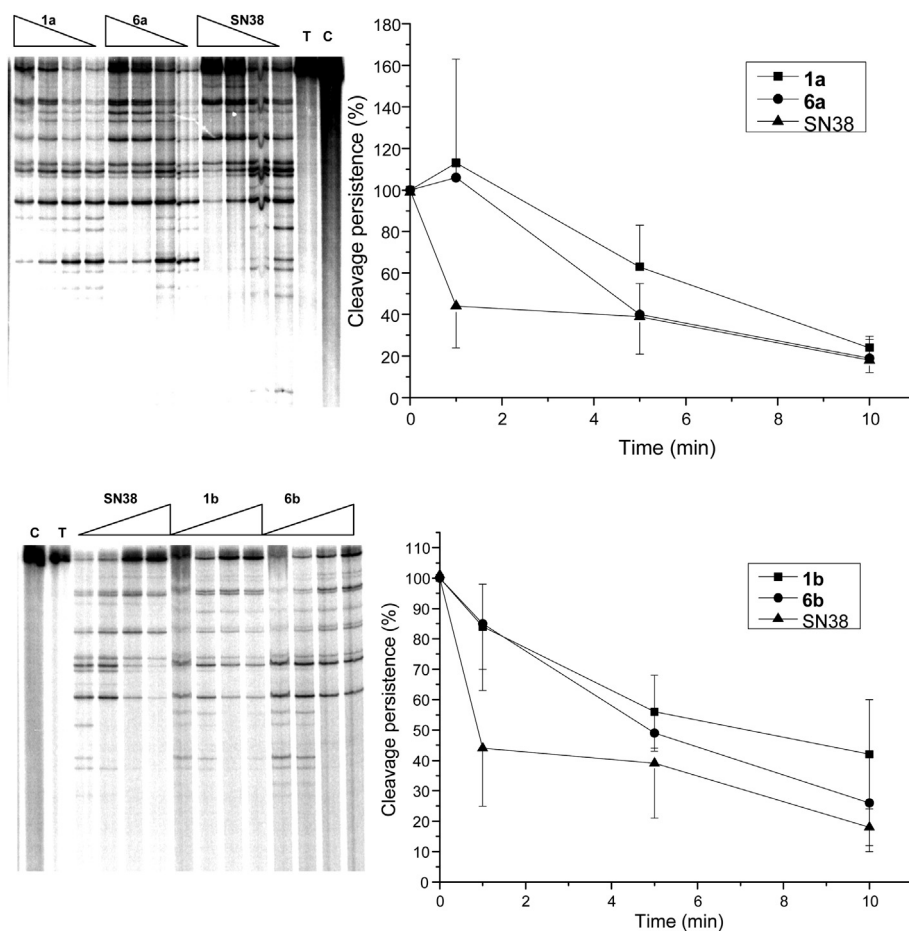 1a 6a SN38 T C
180
160
140
120
100
80
60
40
20
0
Cleavage persistence (%)
1a
6a
SN38
0 2 4 6 8 10
Time (min)
C T SN38 1b 6b
110
100
90
80
70
60
50
40
30
20
10
0
Cleavage persistence (%)
1b
6b
SN38
0 2 4 6 8 10
Time (min)